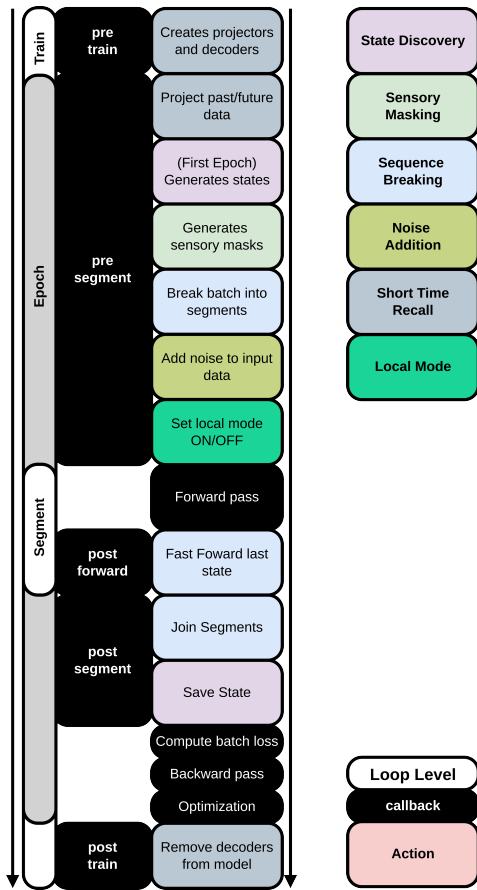 Train
pre
train
Creates projectors
and decoders
Epoch
pre
segment
Project past/future
data
(First Epoch)
Generates states
Generates
sensory masks
Break batch into
segments
Add noise to input
data
Set local mode
ON/OFF
Segment
Forward pass
post
forward
Fast Foward last
state
post
segment
Join Segments
Save State
Compute batch loss
Backward pass
Optimization
post
train
Remove decoders
from model
State Discovery
Sensory
Masking
Sequence
Breaking
Noise
Addition
Short Time
Recall
Local Mode
Loop Level
callback
Action